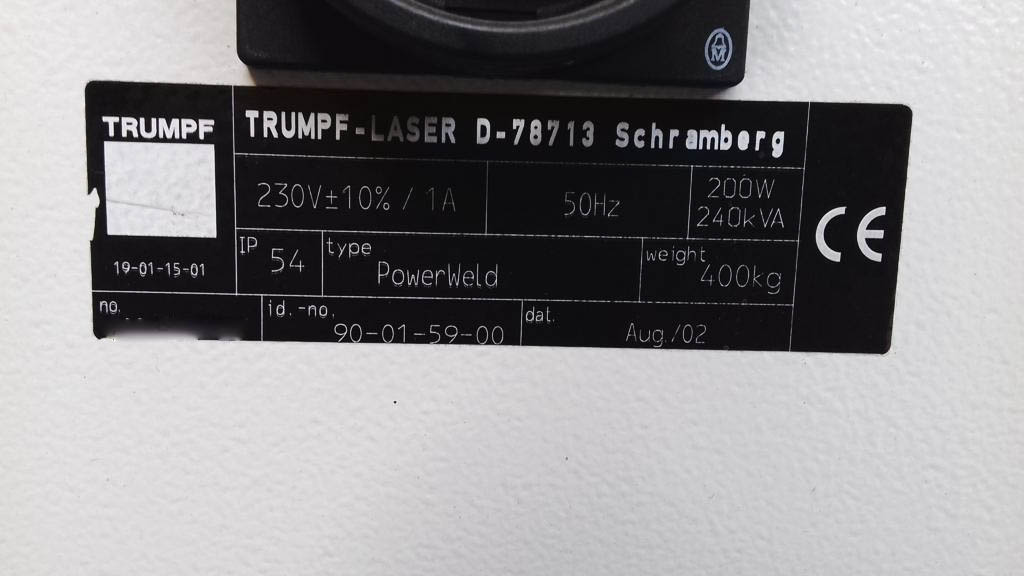 TRUMPF
TRUMPF-LASER D-78713 Schramberg
230V±10% / 1A
50Hz
200W
240kVA
IP 54
type
PowerWeld
weight
400kg
19-01-15-01
no.
id.-no.
90-01-59-00
dat.
Aug./02
CE
M